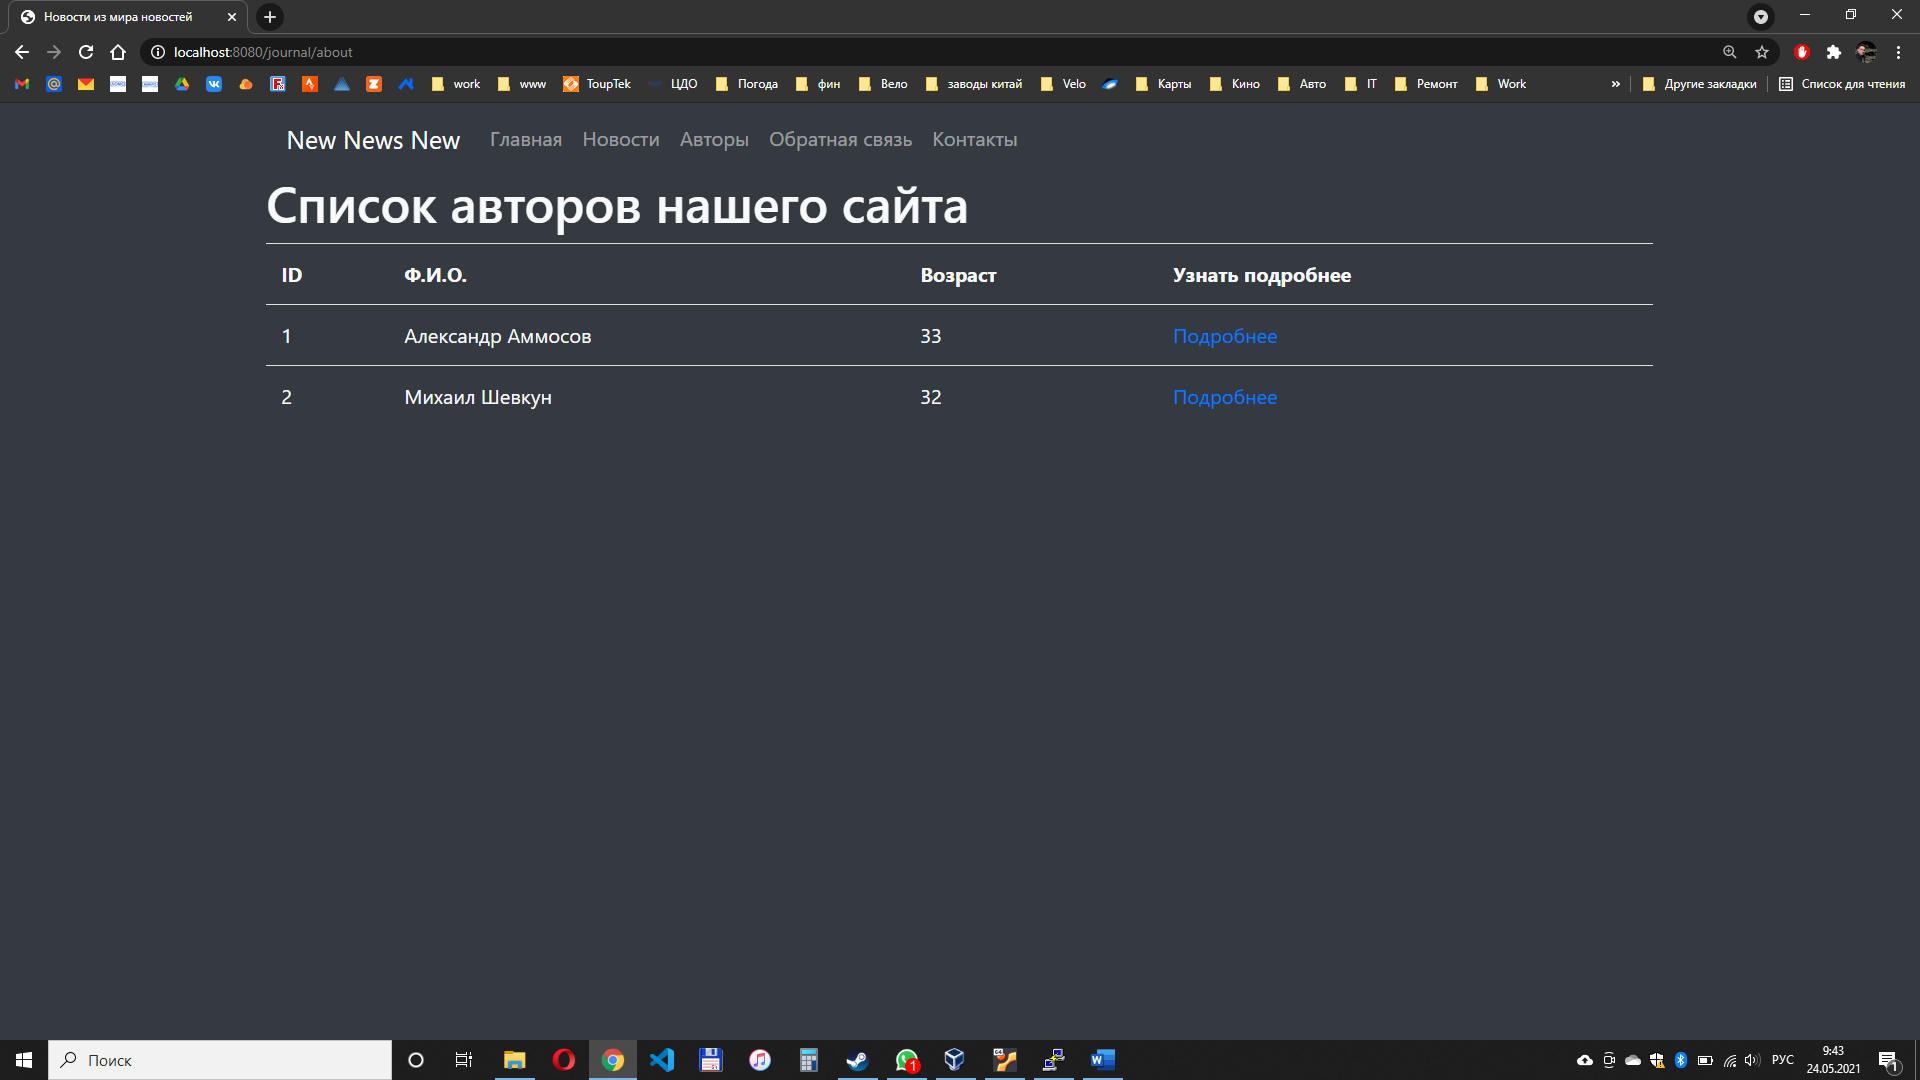 Новости из мира новостей
localhost:8080/journal/about
work www ToupTek ЦДО Погода фин Вело заводы китай Velo Карты Кино Авто IT Ремонт Work » Другие закладки Список для чтения
New News New Главная Новости Авторы Обратная связь Контакты
Список авторов нашего сайта
ID Ф.И.О. Возраст Узнать подробнее
1 Александр Аммосов 33 Подробнее
2 Михаил Шевкун 32 Подробнее
Поиск
1
РУС
9:43
24.05.2021
1